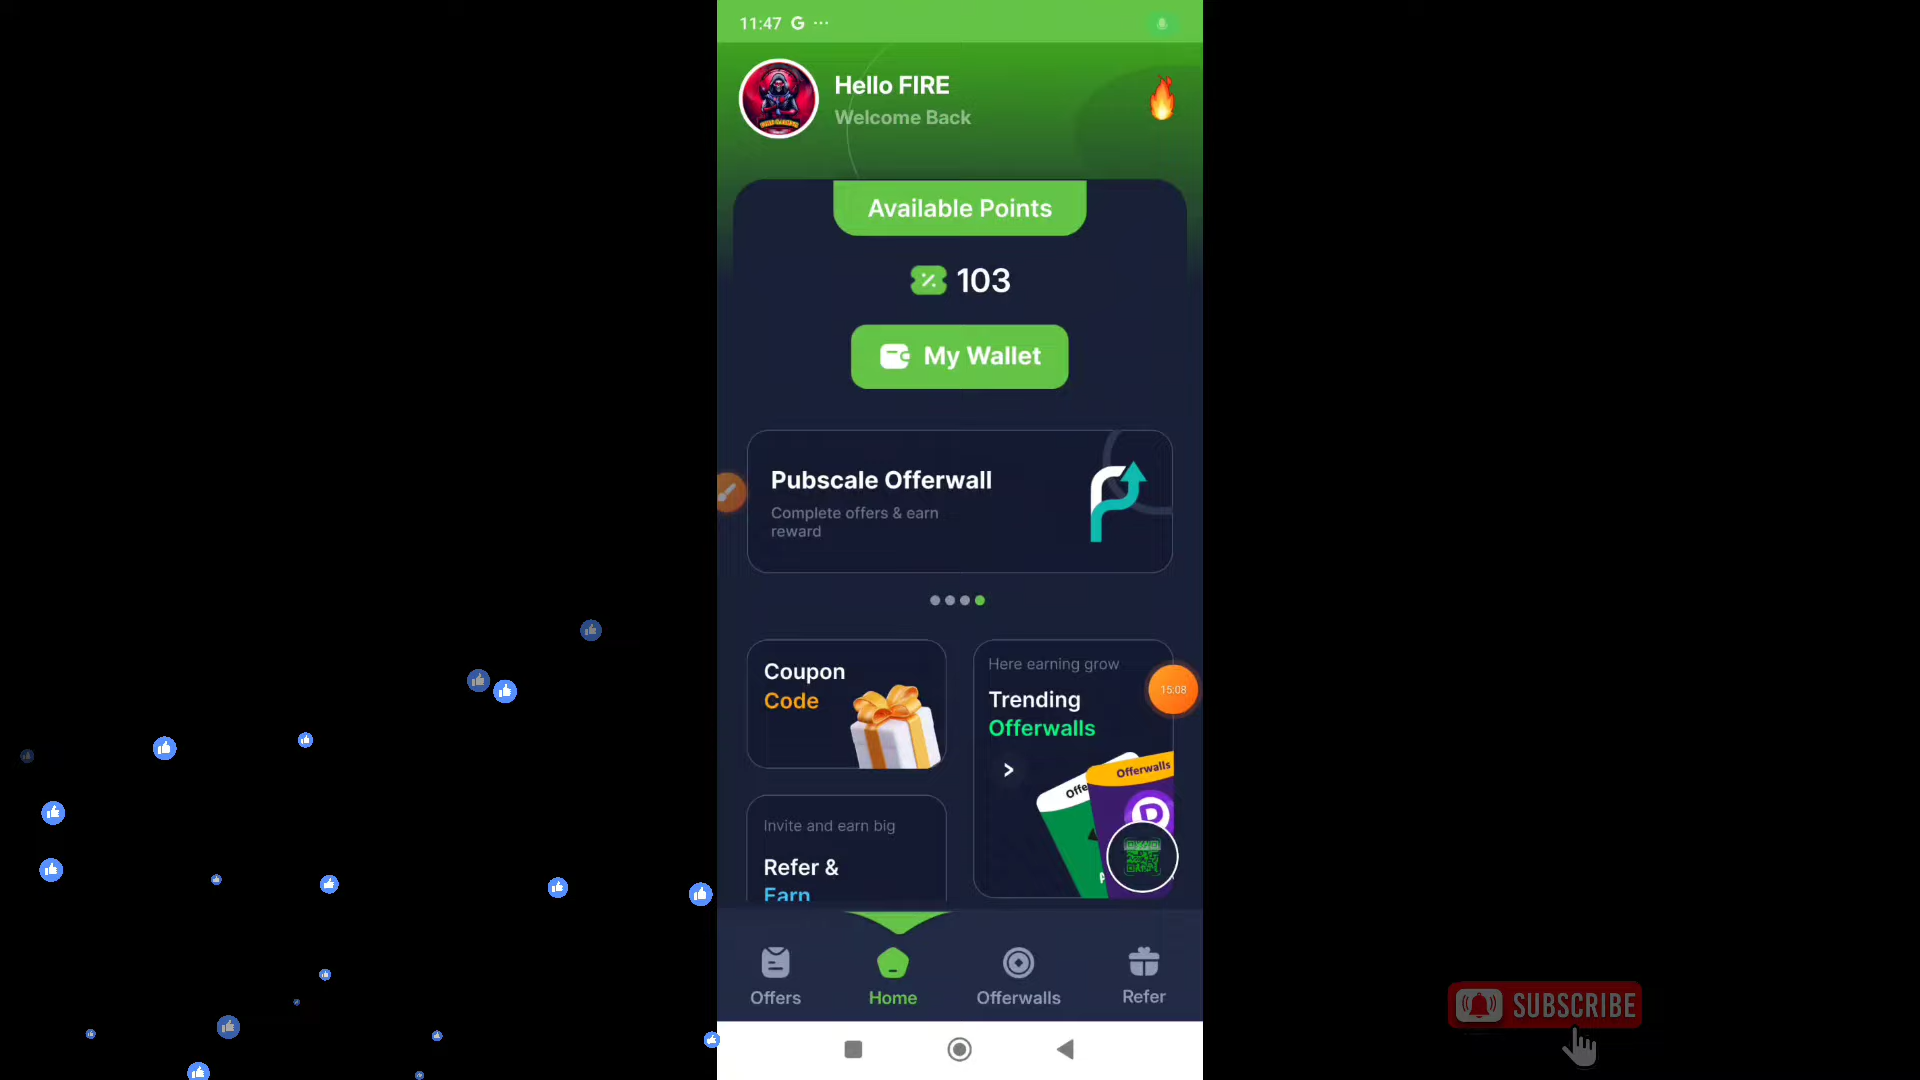 11:47 G ...
Hello FIRE
Welcome Back
Available Points
103
My Wallet
Pubscale Offerwall
Complete offers & earn
reward
Coupon
Code
Here earning grow
Trending
Offerwalls
15:08
Offerwalls
Offe
Invite and earn big
Refer &
Earn
Offers
Home
Offerwalls
Refer
SUBSCRIBE